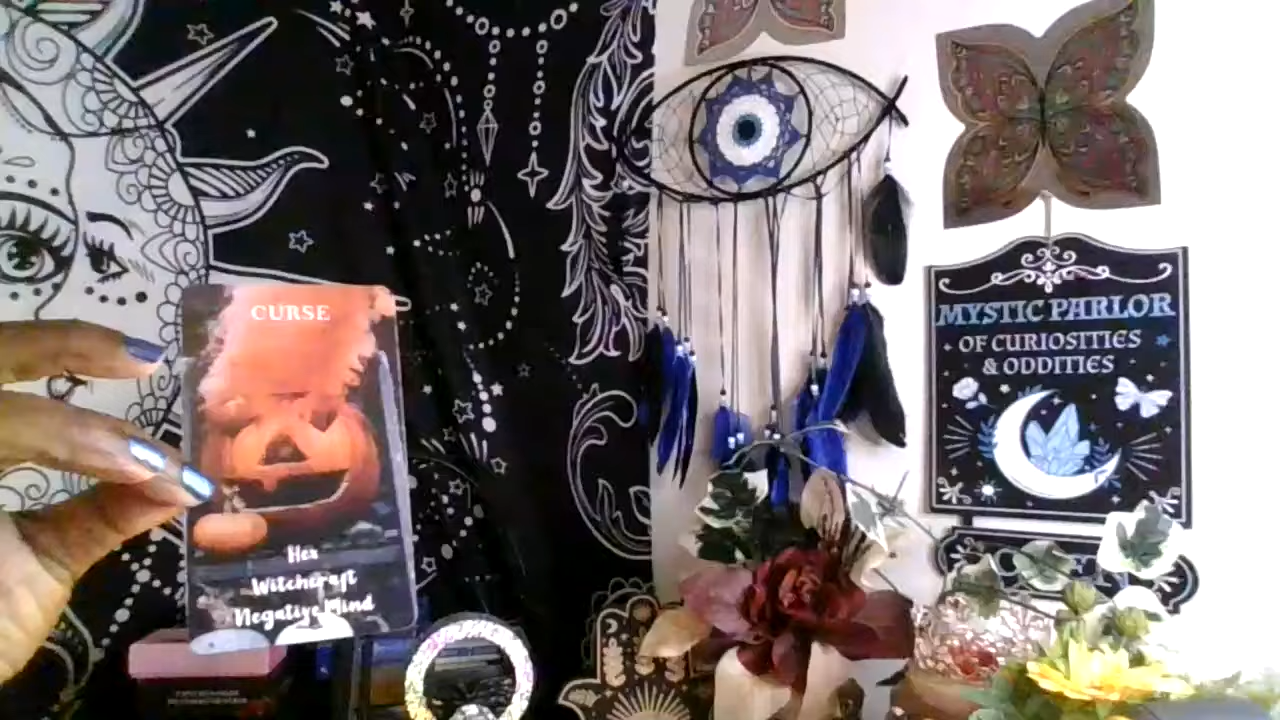 CURSE
Hex
Witchcraft
Negative Mind
MYSTIC PARLOR
OF CURIOSITIES
& ODDITIES